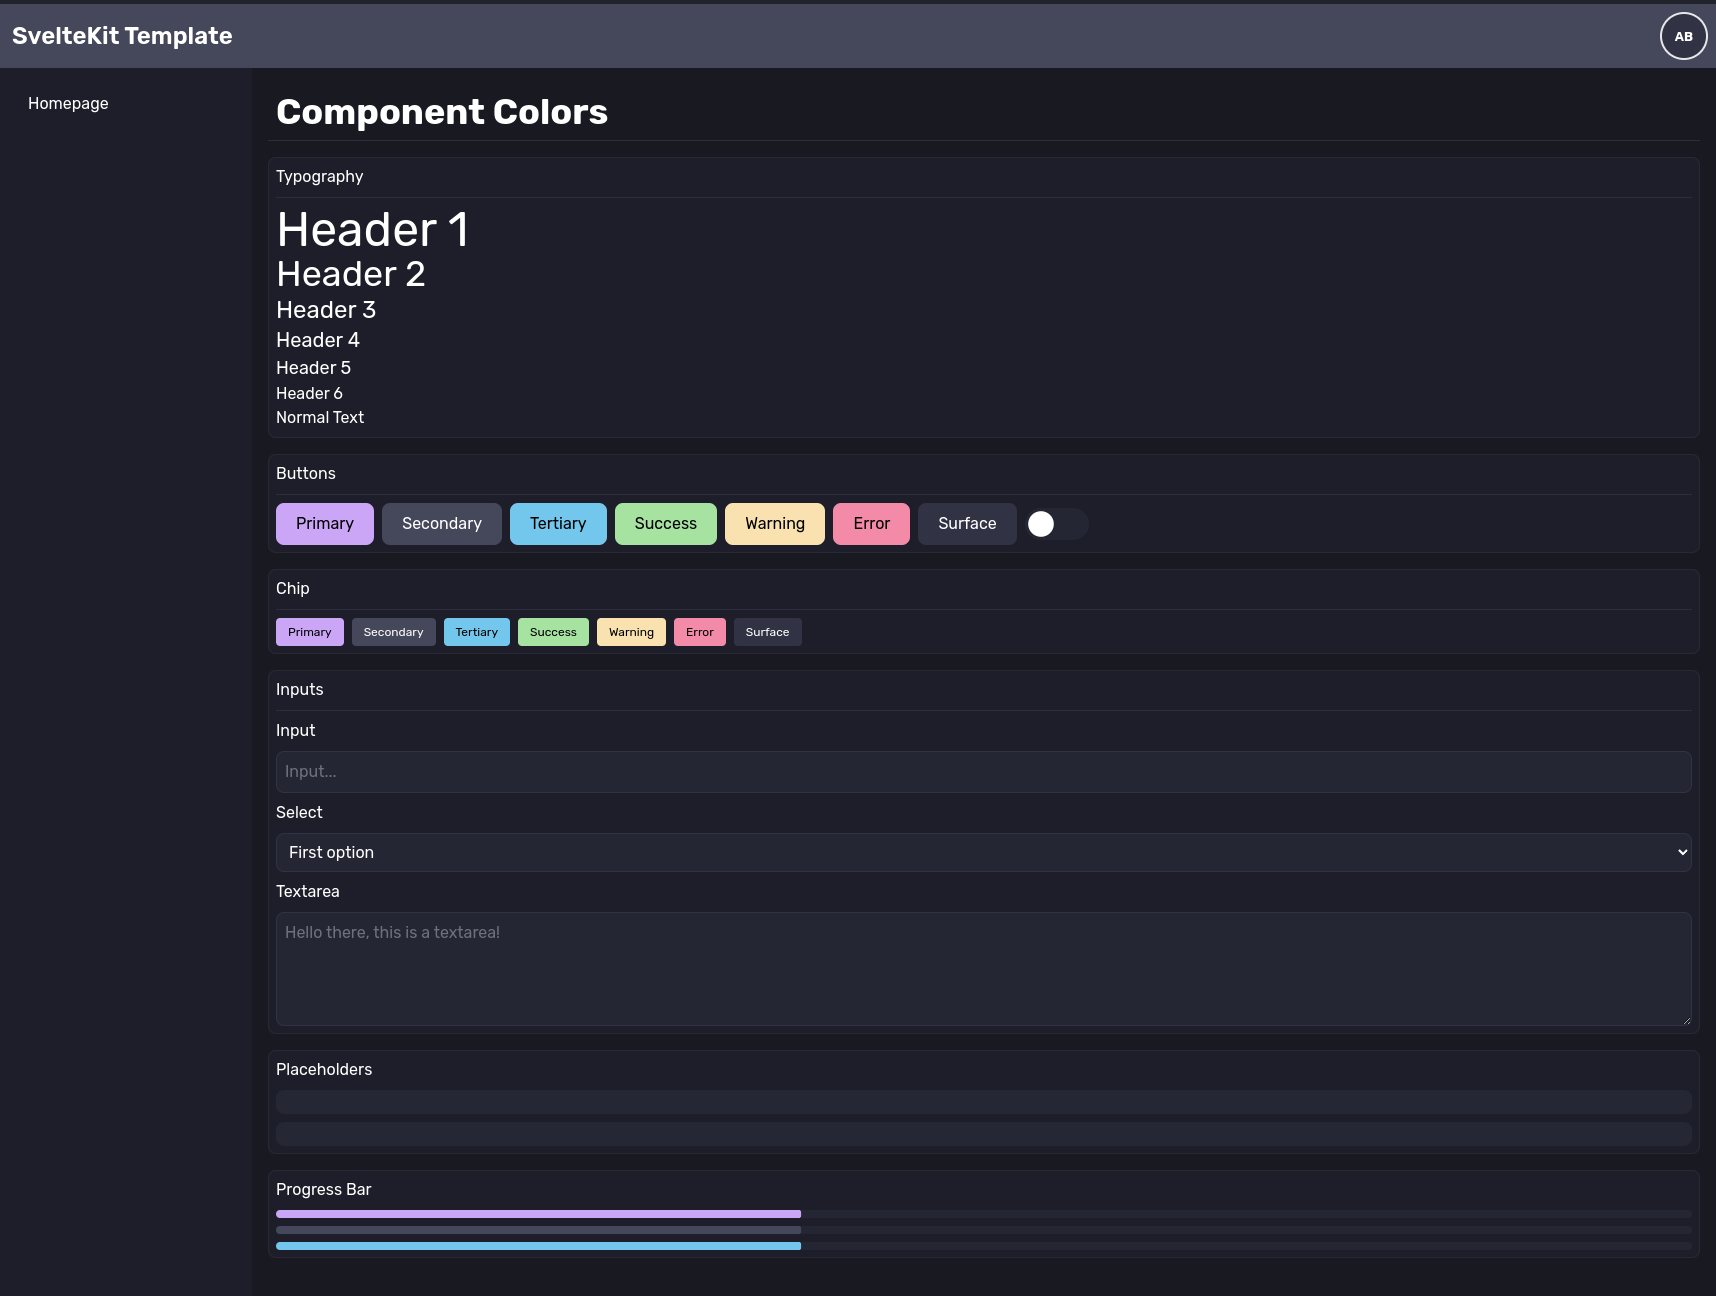 SvelteKit Template
AB
Homepage
Component Colors
Typography
Header 1
Header 2
Header 3
Header 4
Header 5
Header 6
Normal Text
Buttons
Primary Secondary Tertiary Success Warning Error Surface
Chip
Primary Secondary Tertiary Success Warning Error Surface
Inputs
Input
Input...
Select
First option
Textarea
Hello there, this is a textarea!
Placeholders
Progress Bar